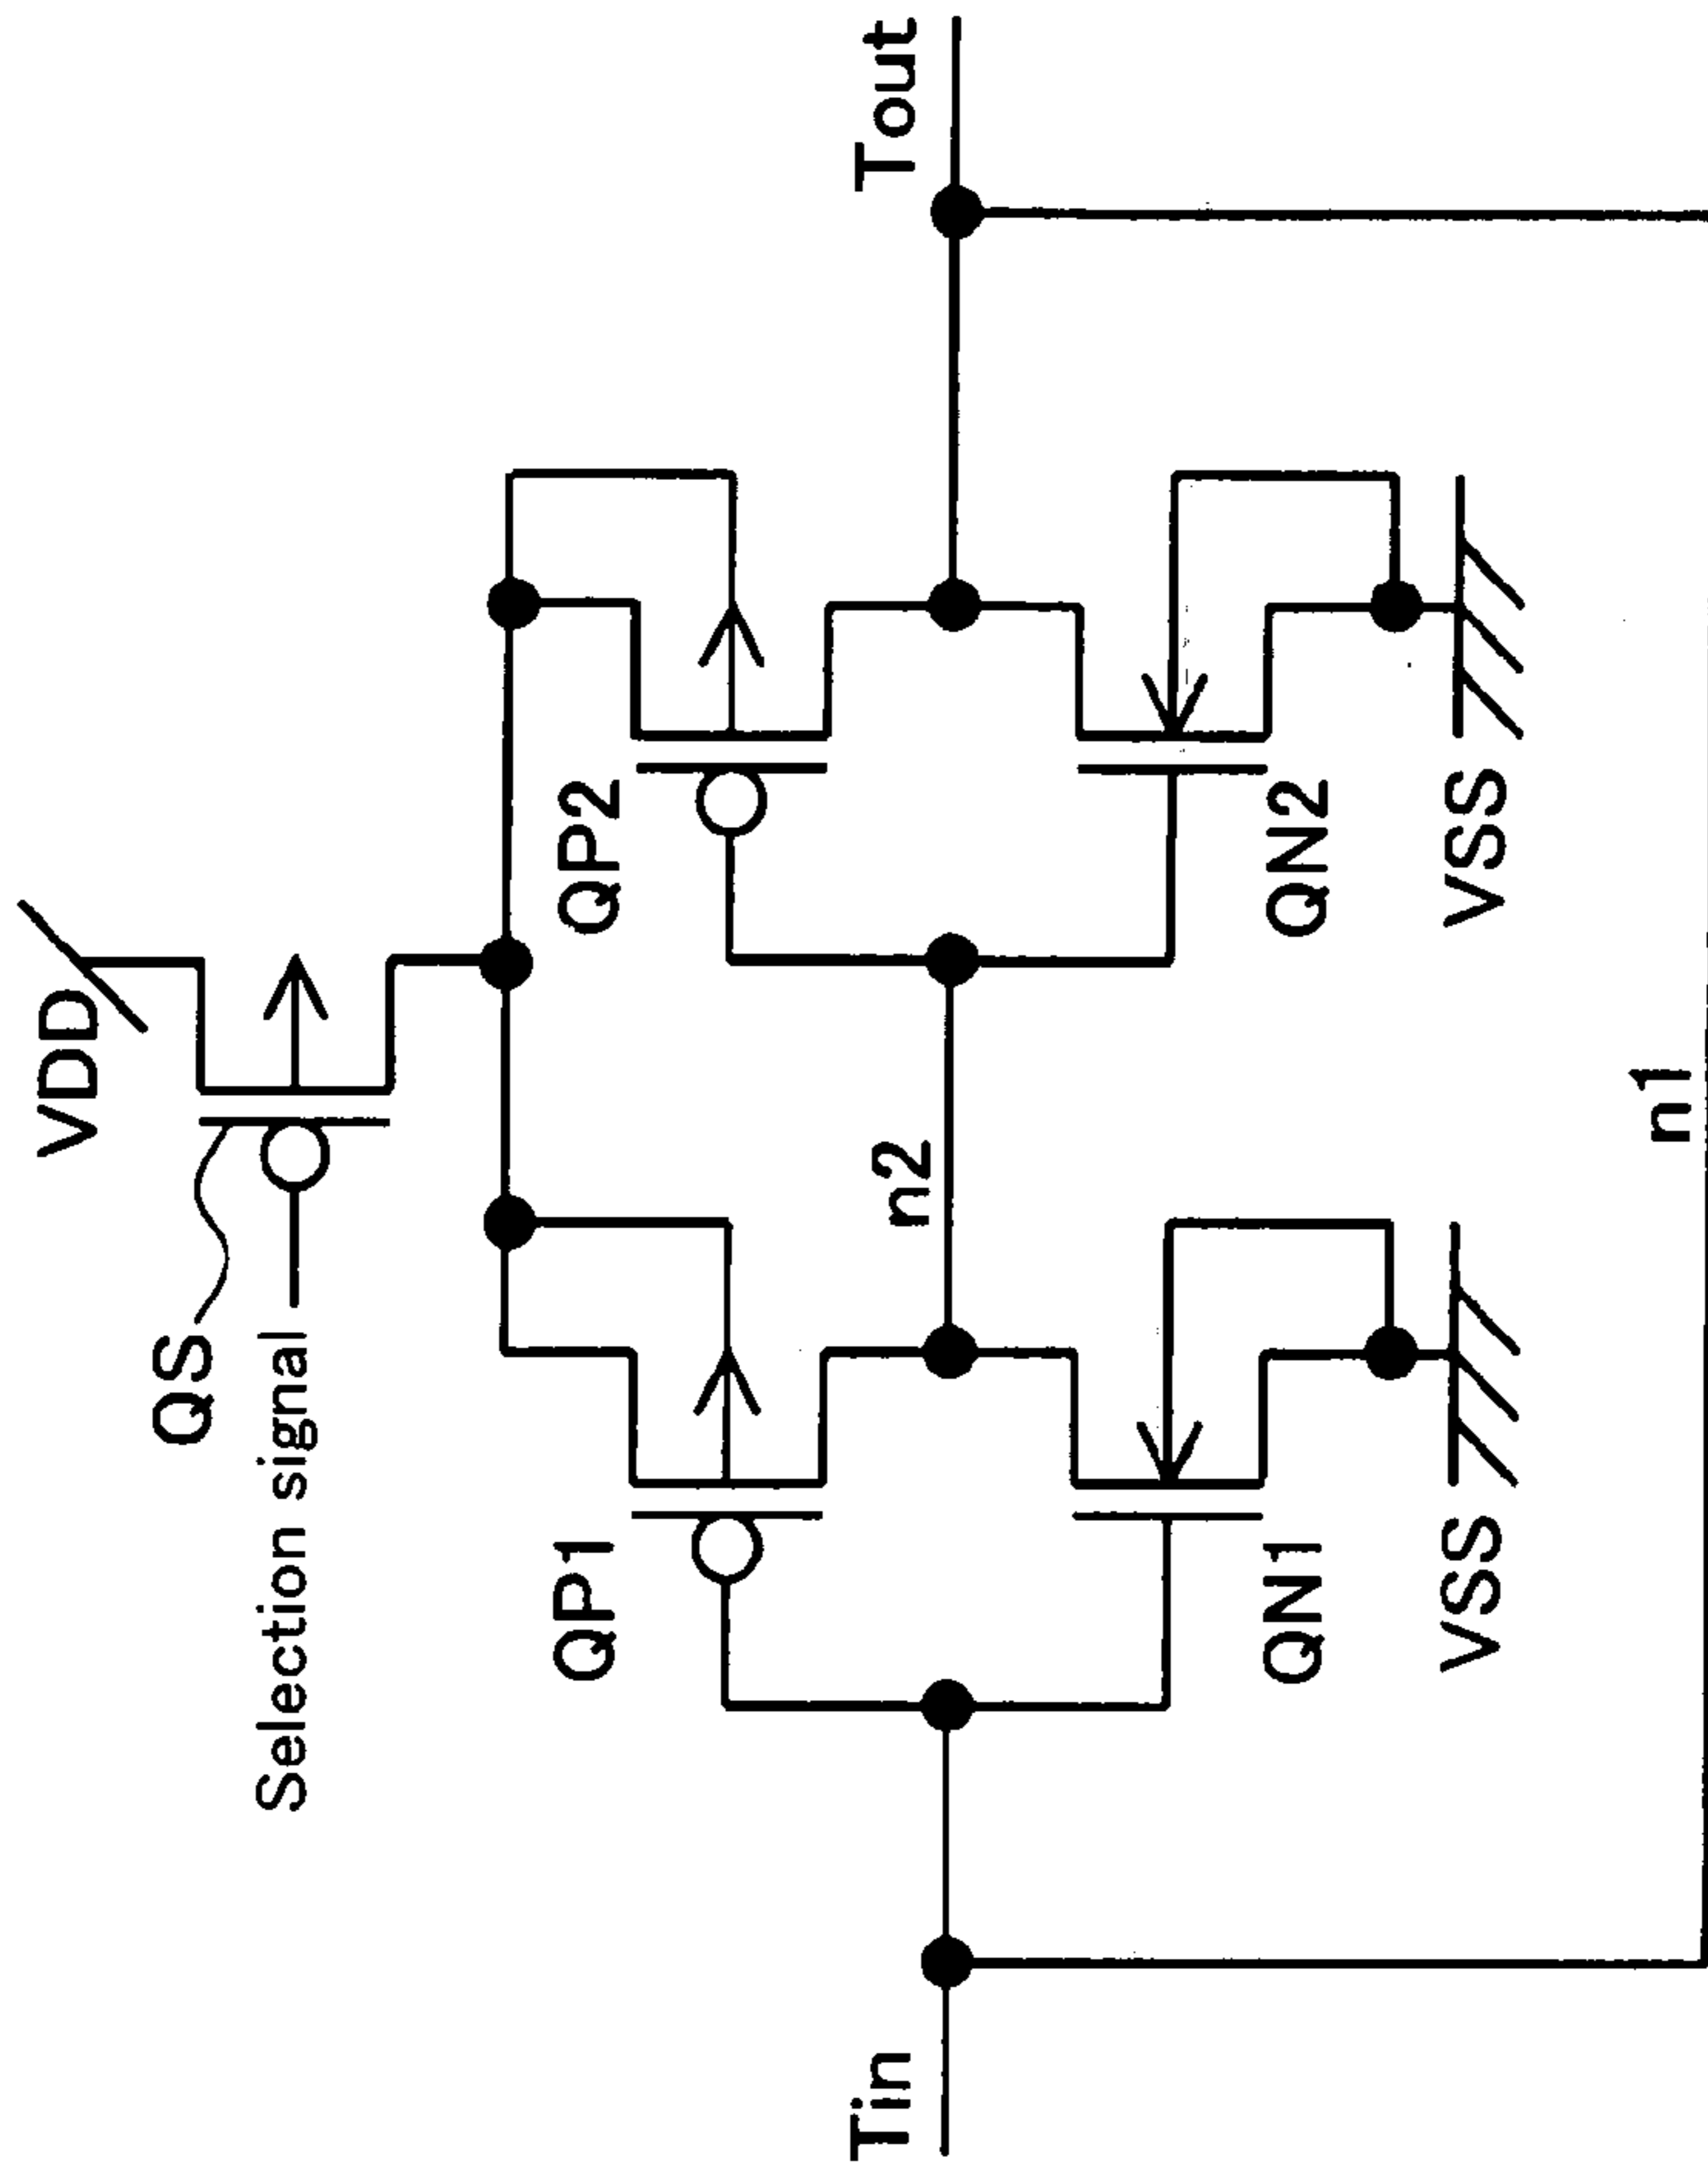 VDD
QS
Selection signal
QP1
QP2
Tin
n2
Tout
QN1
QN2
VSS
VSS
n1